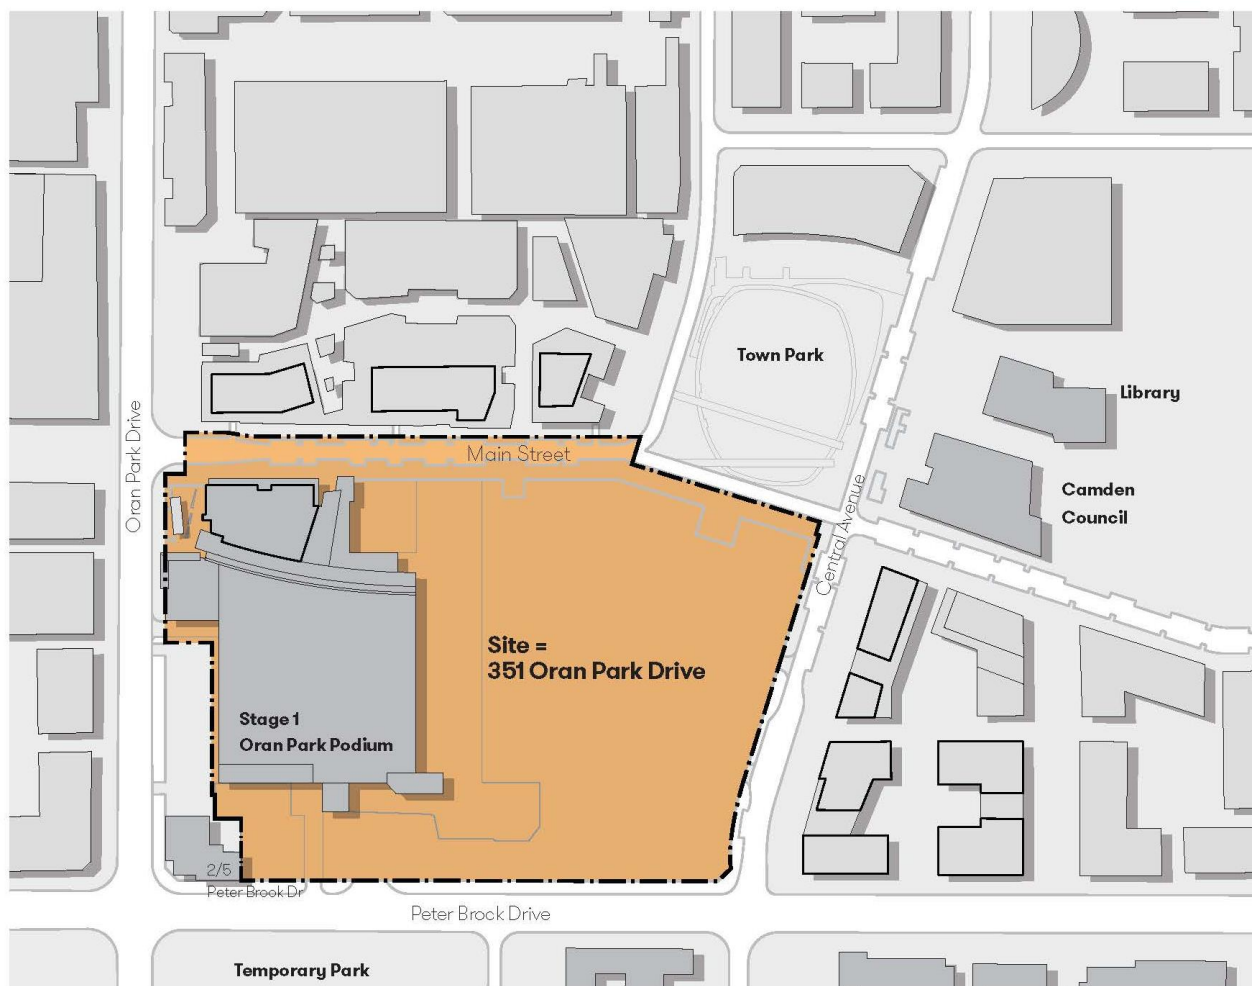 Town Park
Library
Oran Park Drive
Main Street
Camden
Council
Central Avenue
Site =
351 Oran Park Drive
Stage 1
Oran Park Podium
2/5
Peter Brook Dr
Peter Brock Drive
Temporary Park